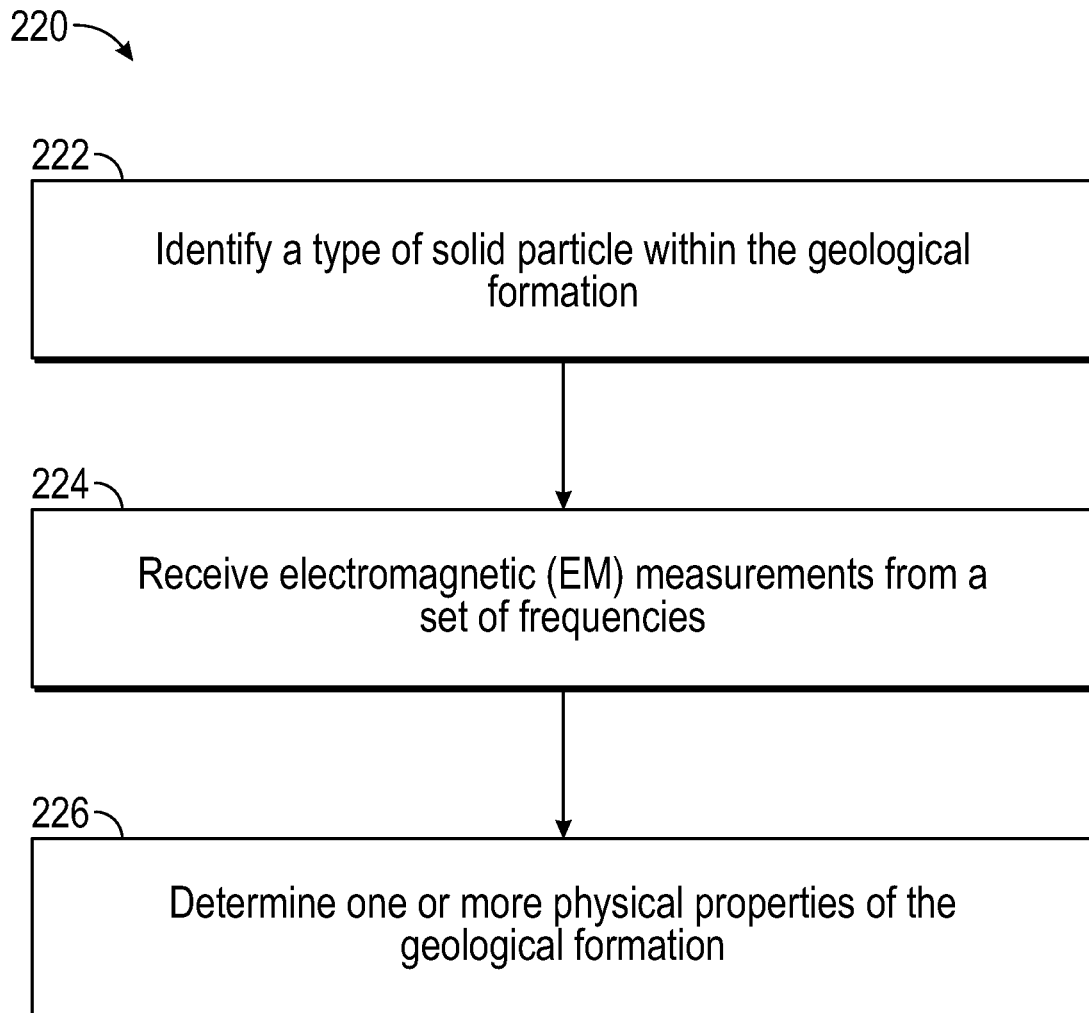 220
222
Identify a type of solid particle within the geological
formation
224
Receive electromagnetic (EM) measurements from a
set of frequencies
226
Determine one or more physical properties of the
geological formation